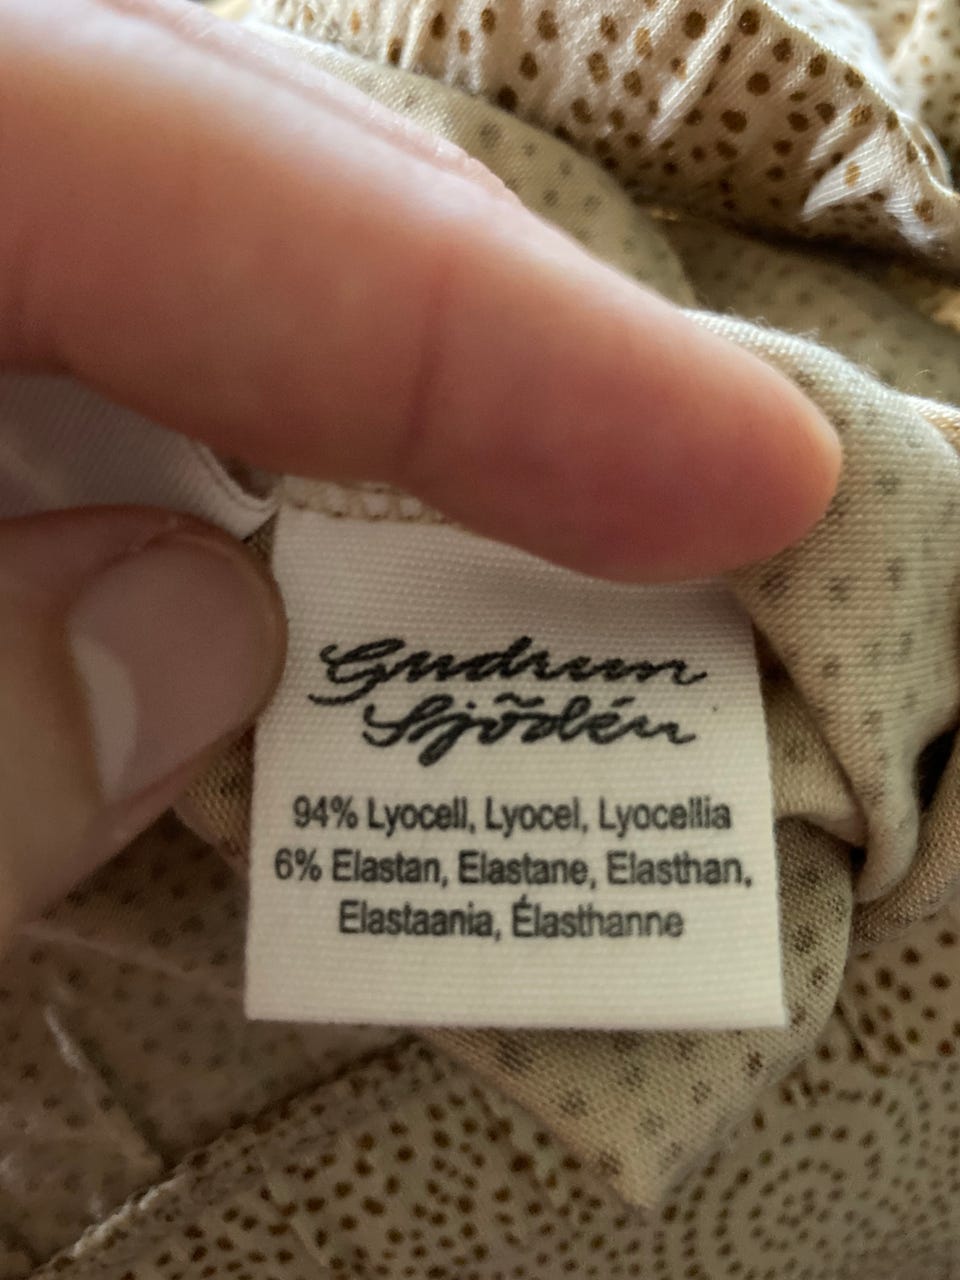 Gudrun
Sjödén
94% Lyocell, Lyocel, Lyocellia
6% Elastan, Elastane, Elasthan,
Elastaania, Élasthanne